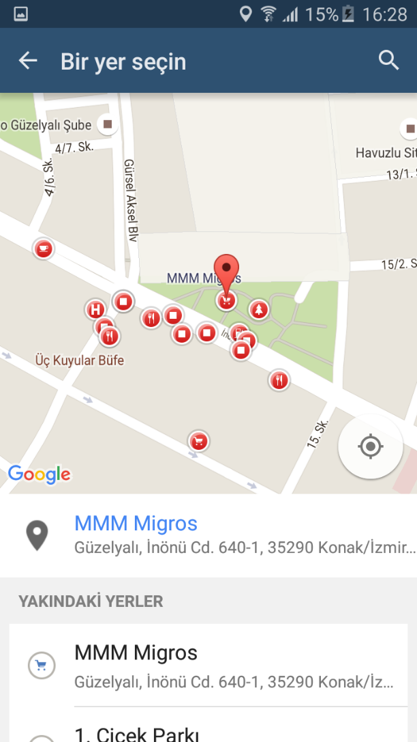 15% 16:28
Bir yer seçin
o Güzelyalı Şube
4/7. Sk.
4/6. Sk.
Gürsel Aksel Blv
Havuzlu Sit
13/1.
15/2. S
MMM Migros
H
Üç Kuyular Büfe
15. Sk.
Google
MMM Migros
Güzelyalı, İnönü Cd. 640-1, 35290 Konak/İzmir...
YAKINDAKİ YERLER
MMM Migros
Güzelyalı, İnönü Cd. 640-1, 35290 Konak/İz...
1. Çiçek Parkı